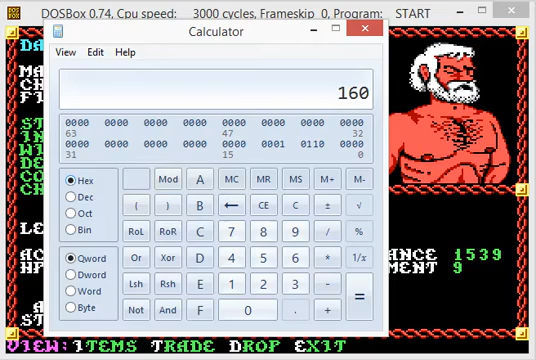 DOSBox 0.74, Cpu speed: 3000 cycles, Frameskip 0, Program: START
Calculator
View Edit Help
160
0000 0000 0000 0000 0000 0000 0000 0000
63 47 32
0000 0000 0000 0000 0000 0001 0110 0000
31 15 0
Hex Mod A MC MR MS M+ M-
Dec ( ) B ← CE C ± √
Oct
Bin RoL RoR C 7 8 9 / %
Qword Or Xor D 4 5 6 * 1/x
Dword
Word Lsh Rsh E 1 2 3 - =
Byte Not And F 0 . +
ANCE 1539
MENT 9
VIEW: ITEMS TRADE DROP EXIT